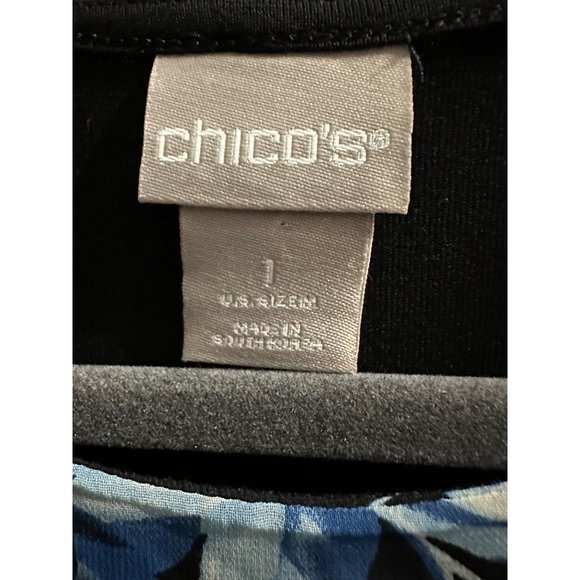 chico's®
1
U.S. SIZE M
MADE IN
SOUTH KOREA